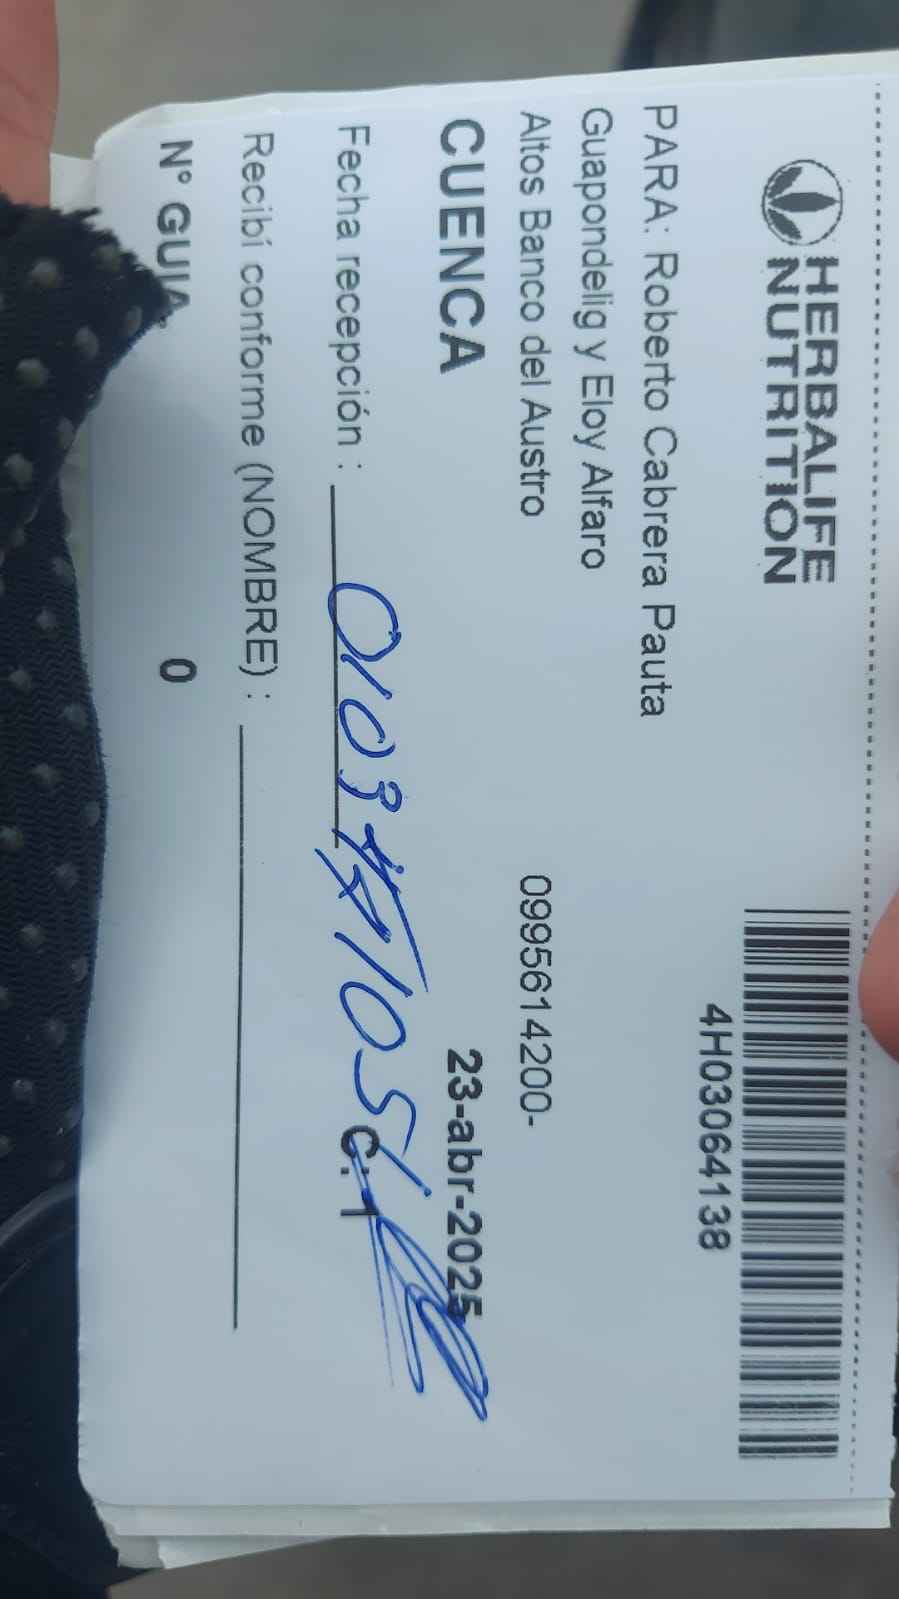 HERBALIFE
NUTRITION
4H03064138
PARA: Roberto Cabrera Pauta
Guapondelig y Eloy Alfaro
Altos Banco del Austro
0995614200-
CUENCA
23-abr-2025
Fecha recepción :
C. 1
Recibí conforme (NOMBRE) :
N° GUIA
0